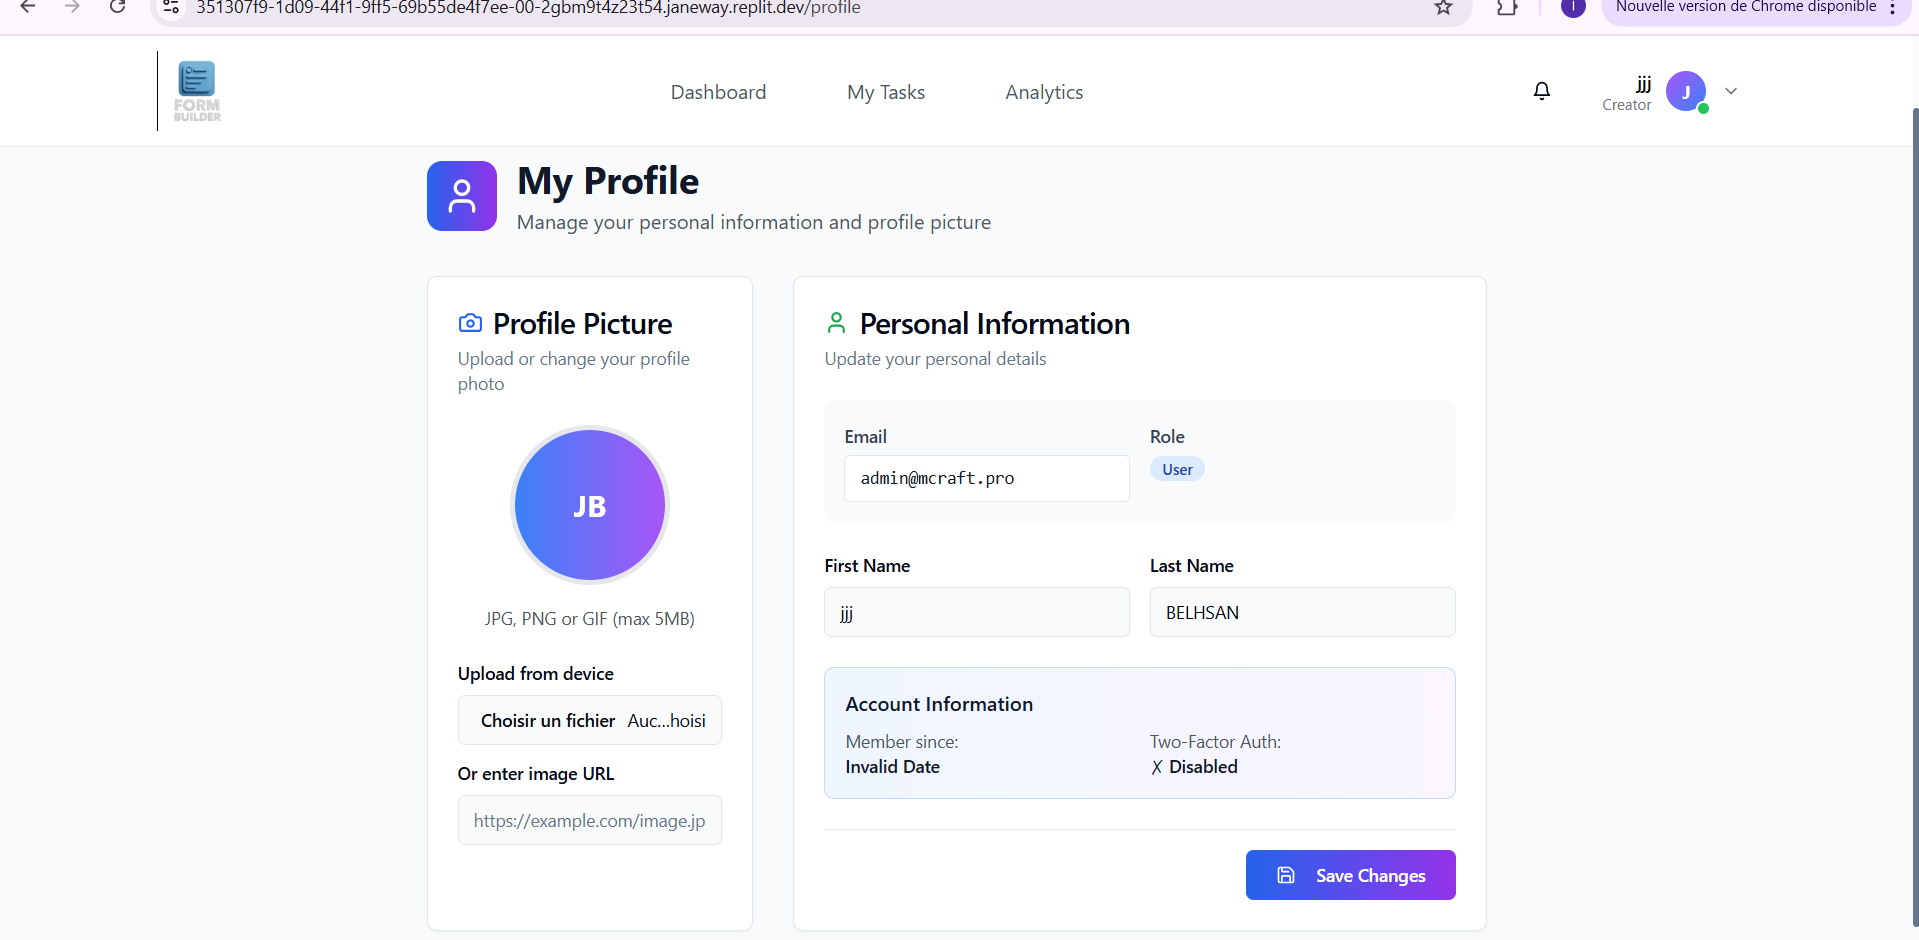 351307f9-1d09-44f1-9ff5-69b55de4f7ee-00-2gbm9t4z23t54.janeway.replit.dev/profile
I
Nouvelle version de Chrome disponible
FORM
BUILDER
Dashboard
My Tasks
Analytics
jjj
Creator
J
My Profile
Manage your personal information and profile picture
Profile Picture
Upload or change your profile
photo
JB
JPG, PNG or GIF (max 5MB)
Upload from device
Choisir un fichier Auc...hoisi
Or enter image URL
https://example.com/image.jp
Personal Information
Update your personal details
Email
admin@mcraft.pro
Role
User
First Name
jjj
Last Name
BELHSAN
Account Information
Member since:
Invalid Date
Two-Factor Auth:
✗ Disabled
Save Changes